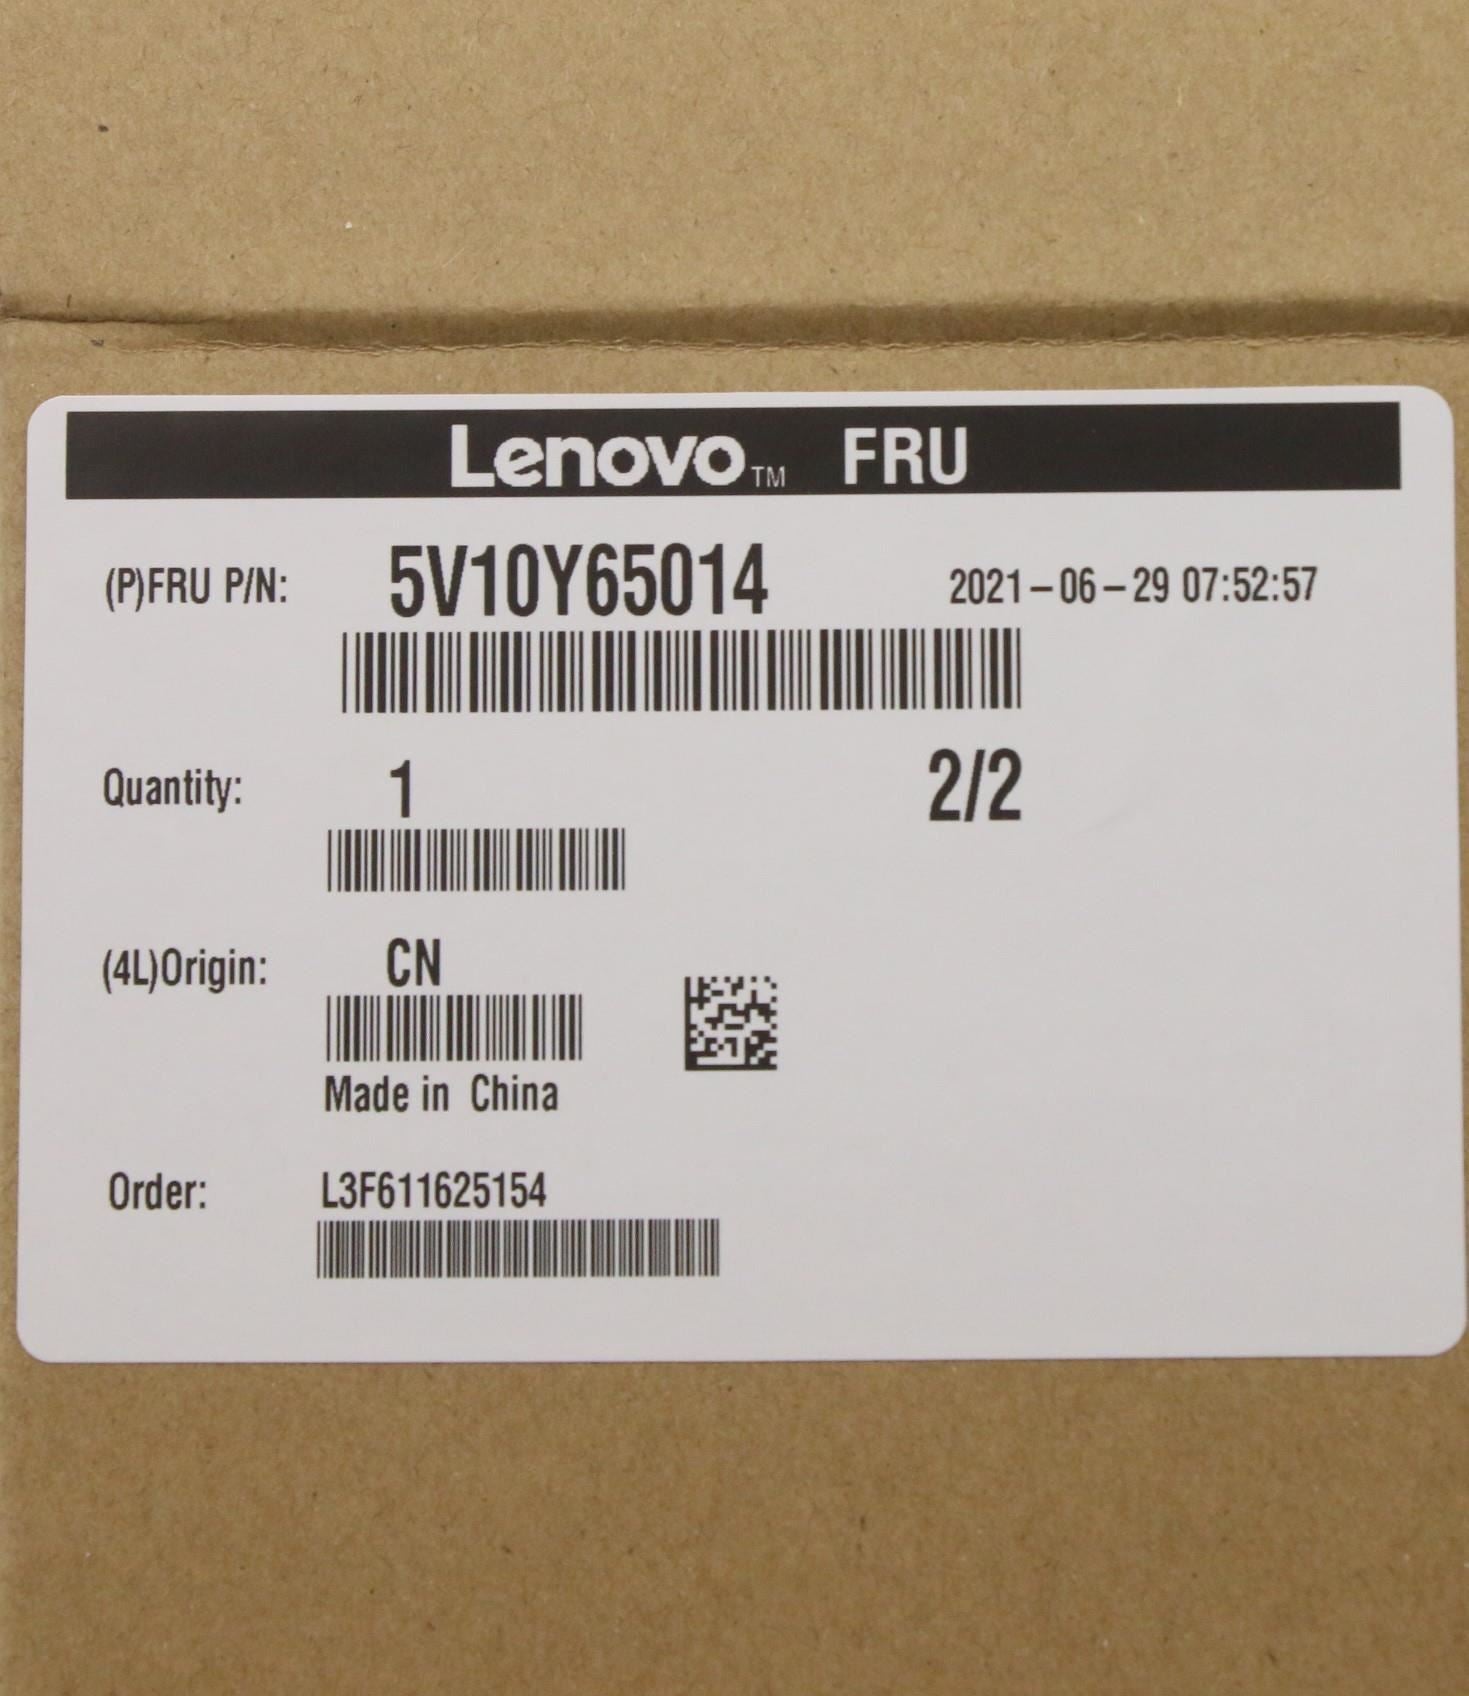 Lenovo™ FRU
(P)FRU P/N: 5V10Y65014 2021-06-29 07:52:57
Quantity: 1 2/2
(4L)Origin: CN
Made in China
Order: L3F611625154